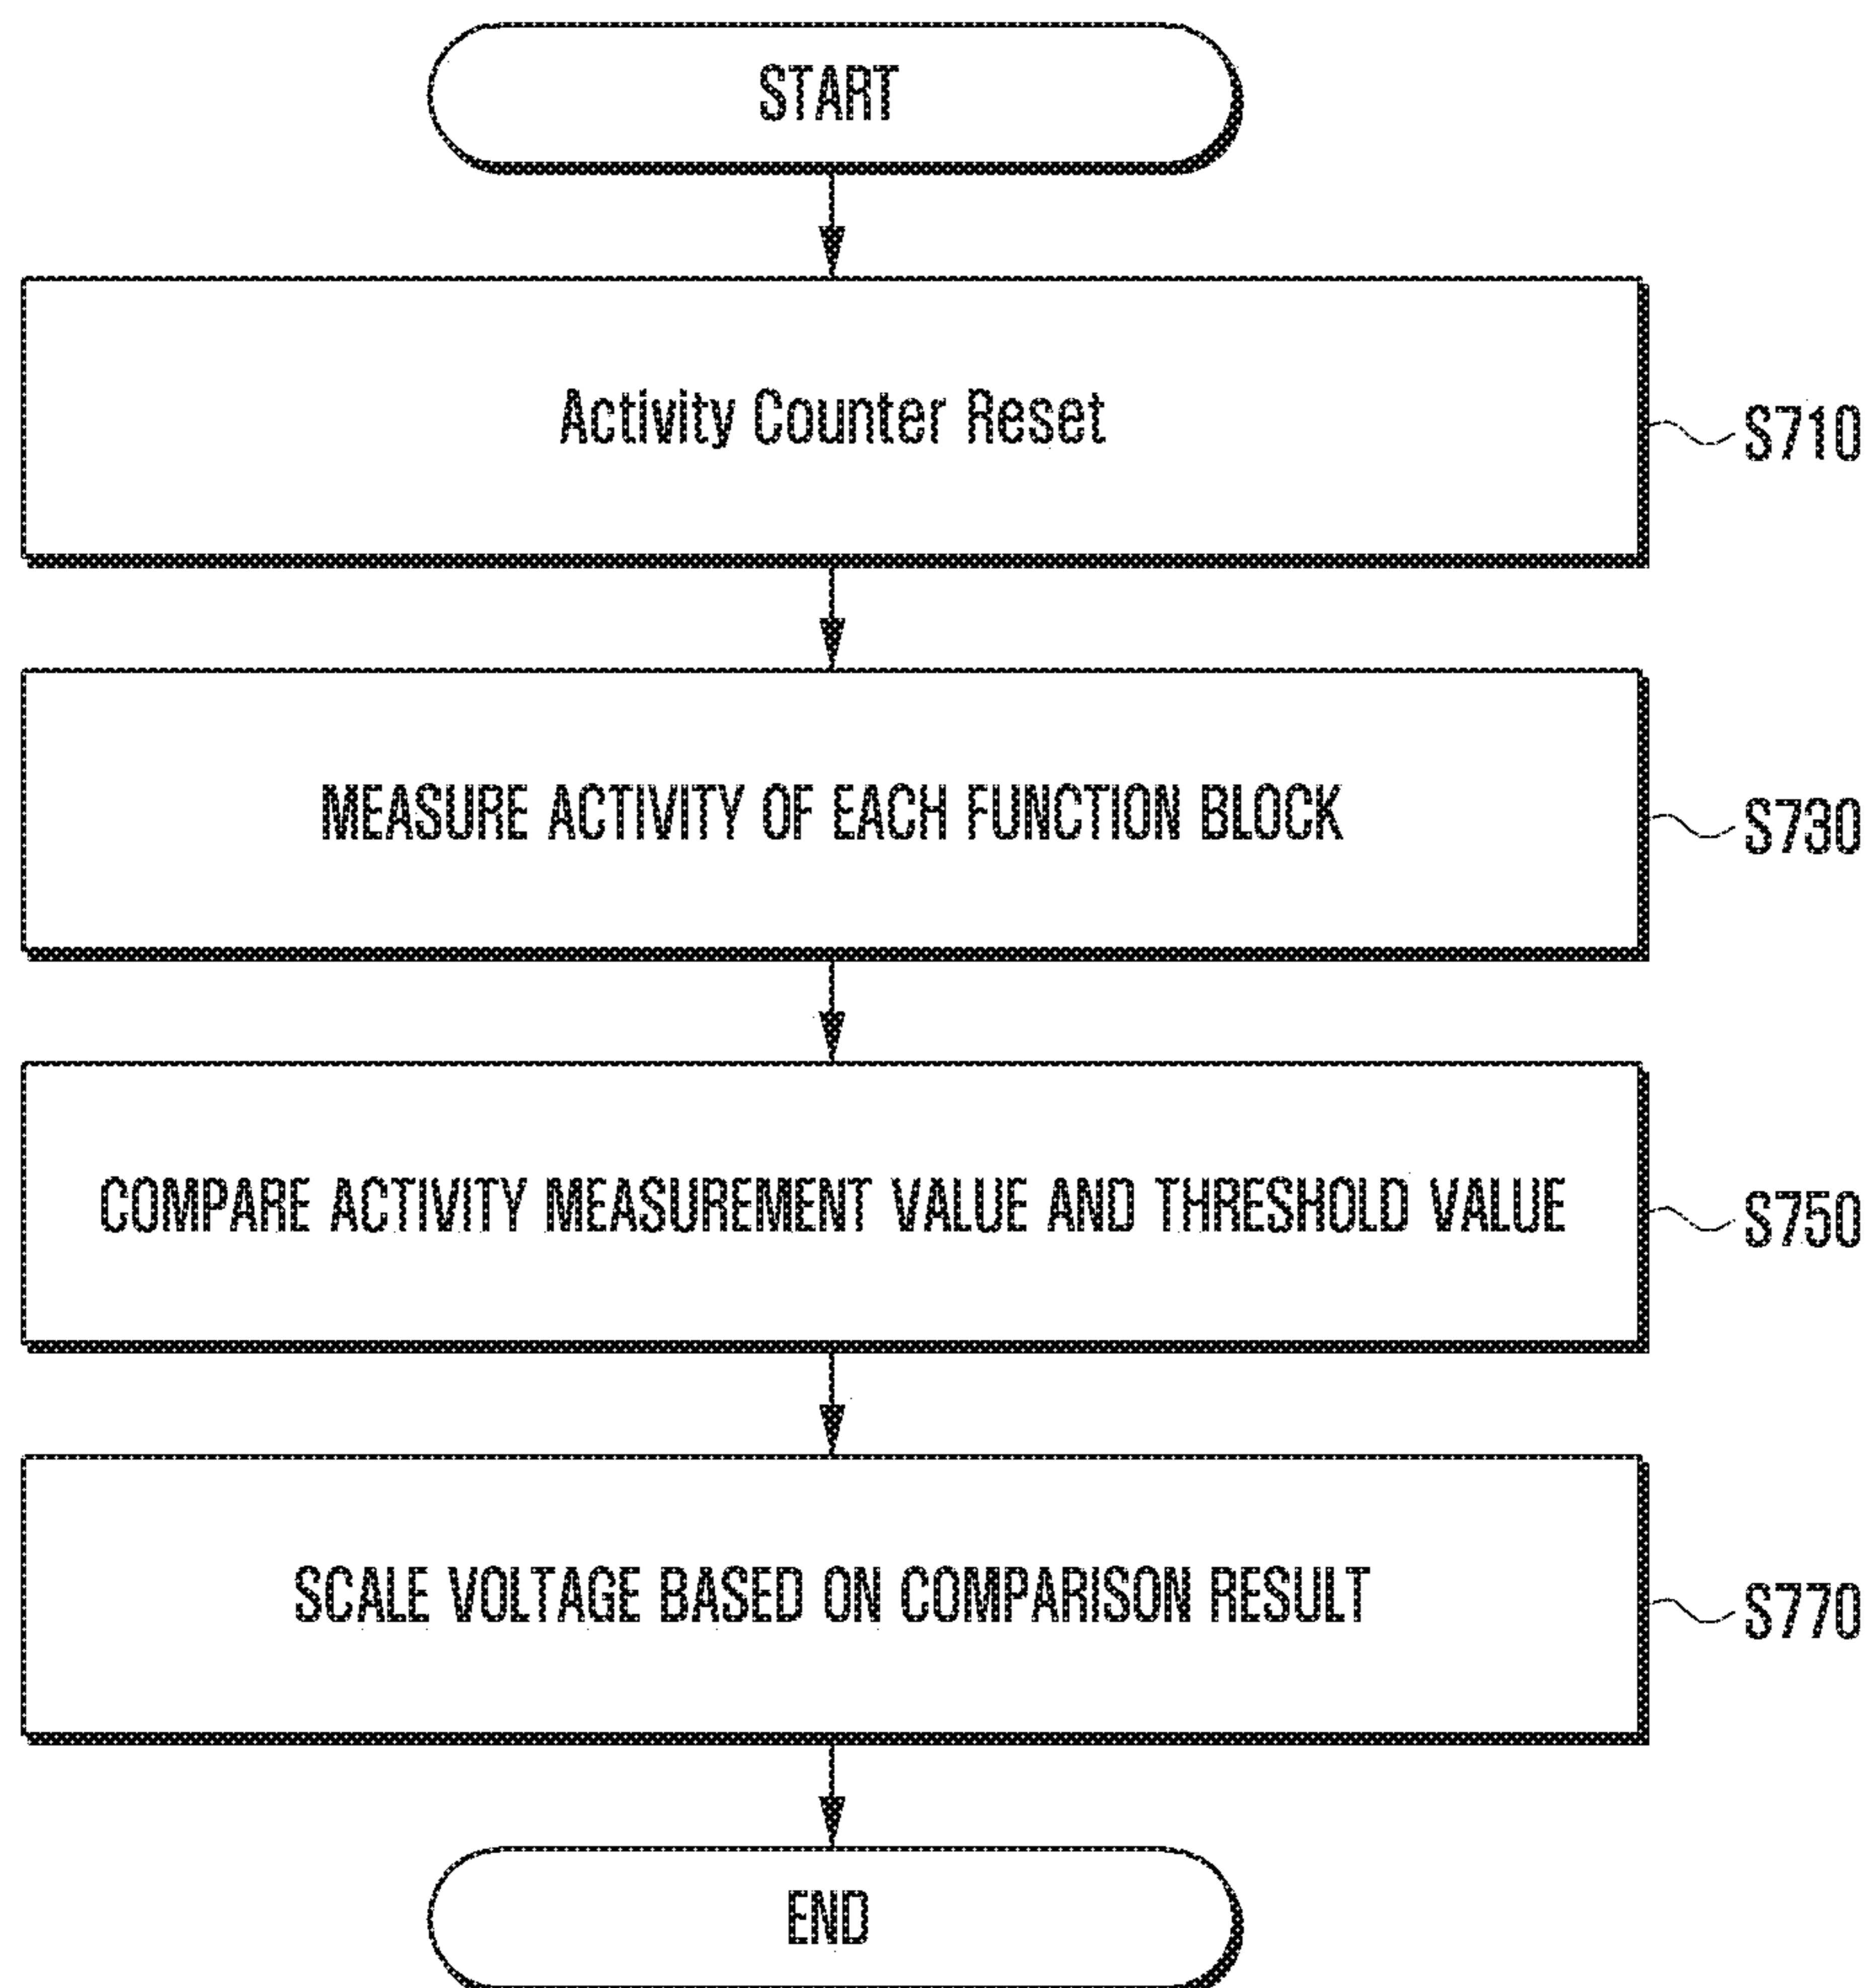 START
Activity Counter Reset
S710
MEASURE ACTIVITY OF EACH FUNCTION BLOCK
S730
COMPARE ACTIVITY MEASUREMENT VALUE AND THRESHOLD VALUE
S750
SCALE VOLTAGE BASED ON COMPARISON RESULT
S770
END